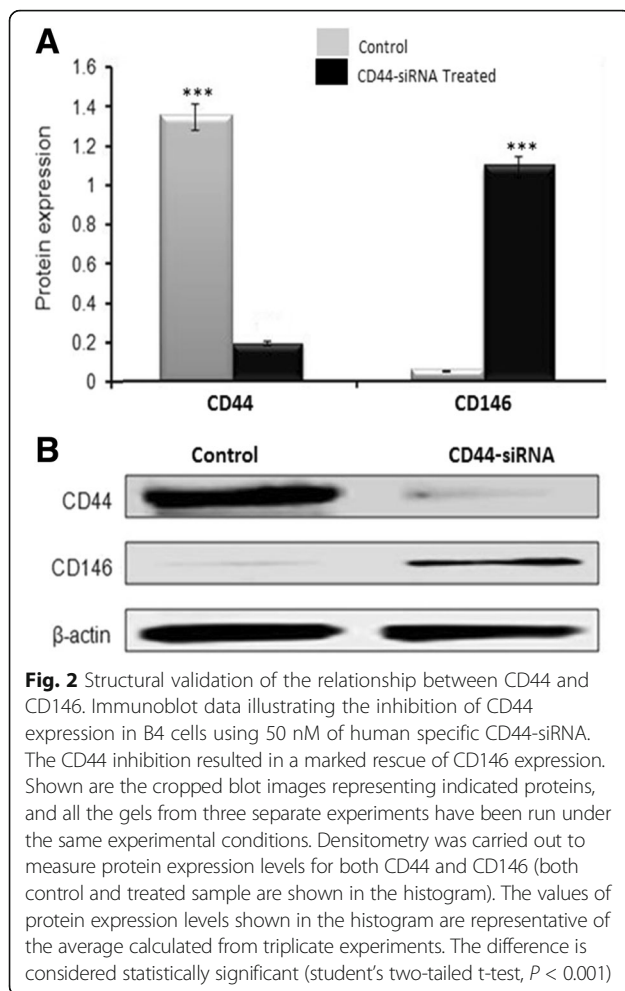 A
Control
CD44-siRNA Treated
Protein expression
1.6
1.4
1.2
1
0.8
0.6
0.4
0.2
0
***
***
CD44
CD146
B
Control
CD44-siRNA
CD44
CD146
β-actin
Fig. 2 Structural validation of the relationship between CD44 and
CD146. Immunoblot data illustrating the inhibition of CD44
expression in B4 cells using 50 nM of human specific CD44-siRNA.
The CD44 inhibition resulted in a marked rescue of CD146 expression.
Shown are the cropped blot images representing indicated proteins,
and all the gels from three separate experiments have been run under
the same experimental conditions. Densitometry was carried out to
measure protein expression levels for both CD44 and CD146 (both
control and treated sample are shown in the histogram). The values of
protein expression levels shown in the histogram are representative of
the average calculated from triplicate experiments. The difference is
considered statistically significant (student's two-tailed t-test, P < 0.001)